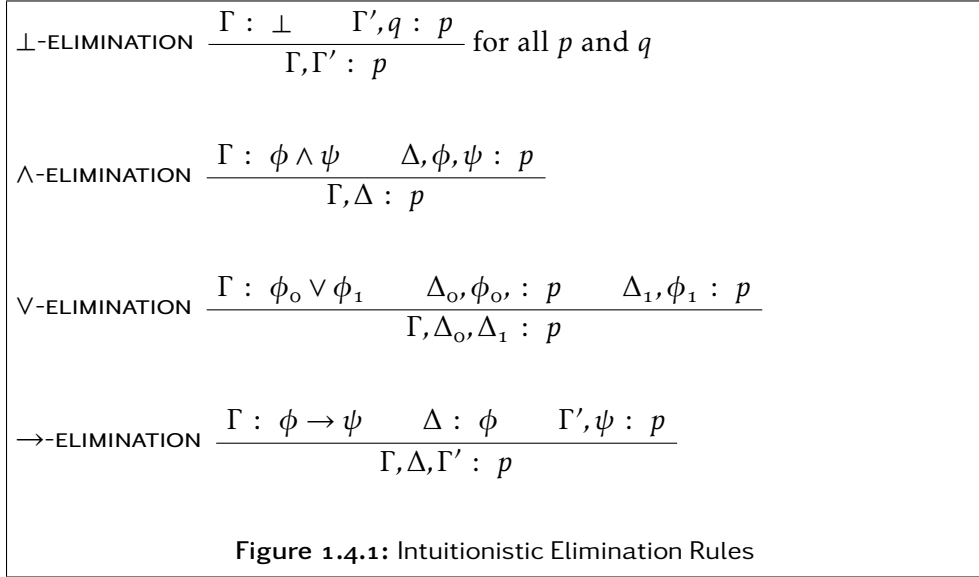 Γ : ⊥ Γ′, q : p
⊥-ELIMINATION for all p and q
Γ, Γ′ : p
Γ : ϕ ∧ ψ Δ, ϕ, ψ : p
∧-ELIMINATION
Γ, Δ : p
Γ : ϕ₀ ∨ ϕ₁ Δ₀, ϕ₀, : p Δ₁, ϕ₁ : p
∨-ELIMINATION
Γ, Δ₀, Δ₁ : p
Γ : ϕ → ψ Δ : ϕ Γ′, ψ : p
→-ELIMINATION
Γ, Δ, Γ′ : p
Figure 1.4.1: Intuitionistic Elimination Rules